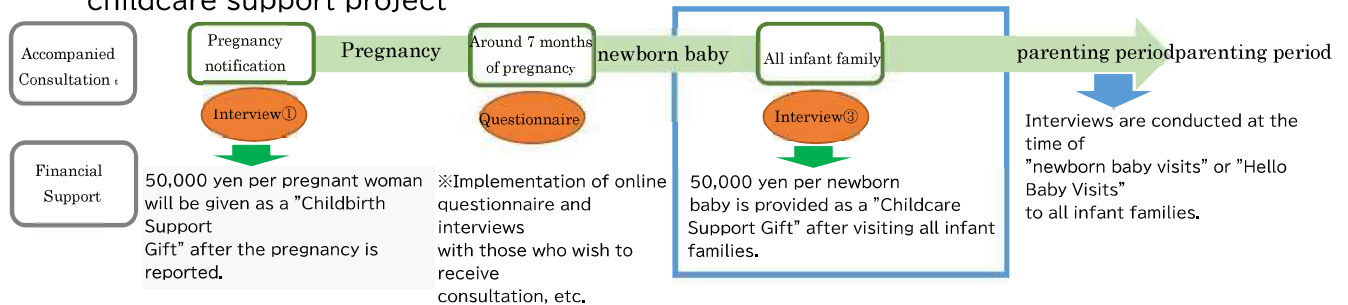 childcare support project
Accompanied
Consultation t
Pregnancy
notification
Pregnancy
Around 7 months
of pregnancy
newborn baby
All infant family
parenting periodparenting period
Interview①
Questionnaire
Interview③
Financial
Support
50,000 yen per pregnant woman
will be given as a "Childbirth
Support
Gift" after the pregnancy is
reported.
※Implementation of online
questionnaire and
interviews
with those who wish to
receive
consultation, etc.
50,000 yen per newborn
baby is provided as a "Childcare
Support Gift" after visiting all infant
families.
Interviews are conducted at the
time of
"newborn baby visits" or "Hello
Baby Visits"
to all infant families.